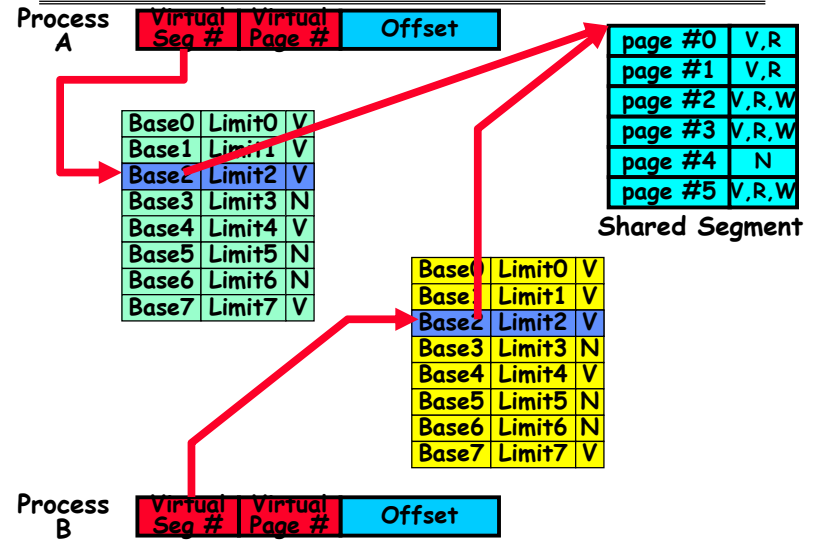 Process A
Virtual Seg #
Virtual Page #
Offset
page #0 V,R
page #1 V,R
page #2 V,R,W
page #3 V,R,W
page #4 N
page #5 V,R,W
Shared Segment
Base0 Limit0 V
Base1 Limit1 V
Base2 Limit2 V
Base3 Limit3 N
Base4 Limit4 V
Base5 Limit5 N
Base6 Limit6 N
Base7 Limit7 V
Base0 Limit0 V
Base1 Limit1 V
Base2 Limit2 V
Base3 Limit3 N
Base4 Limit4 V
Base5 Limit5 N
Base6 Limit6 N
Base7 Limit7 V
Process B
Virtual Seg #
Virtual Page #
Offset